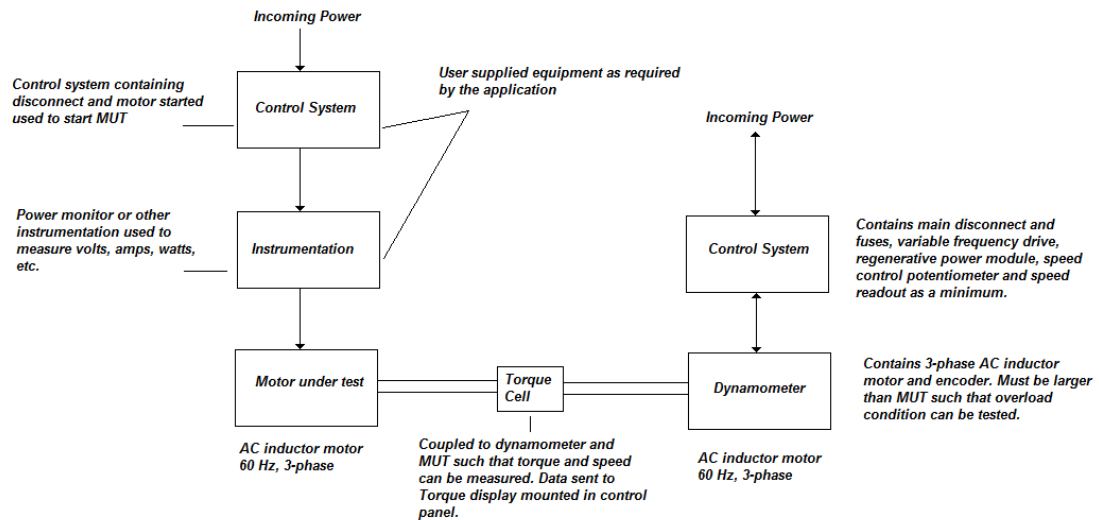 Incoming Power
Control system containing
disconnect and motor started
used to start MUT
Control System
User supplied equipment as required
by the application
Incoming Power
Power monitor or other
instrumentation used to
measure volts, amps, watts,
etc.
Instrumentation
Control System
Contains main disconnect and
fuses, variable frequency drive,
regenerative power module, speed
control potentiometer and speed
readout as a minimum.
Motor under test
Torque
Cell
Dynamometer
Contains 3-phase AC inductor
motor and encoder. Must be larger
than MUT such that overload
condition can be tested.
AC inductor motor
60 Hz, 3-phase
Coupled to dynamometer and
MUT such that torque and speed
can be measured. Data sent to
Torque display mounted in control
panel.
AC inductor motor
60 Hz, 3-phase